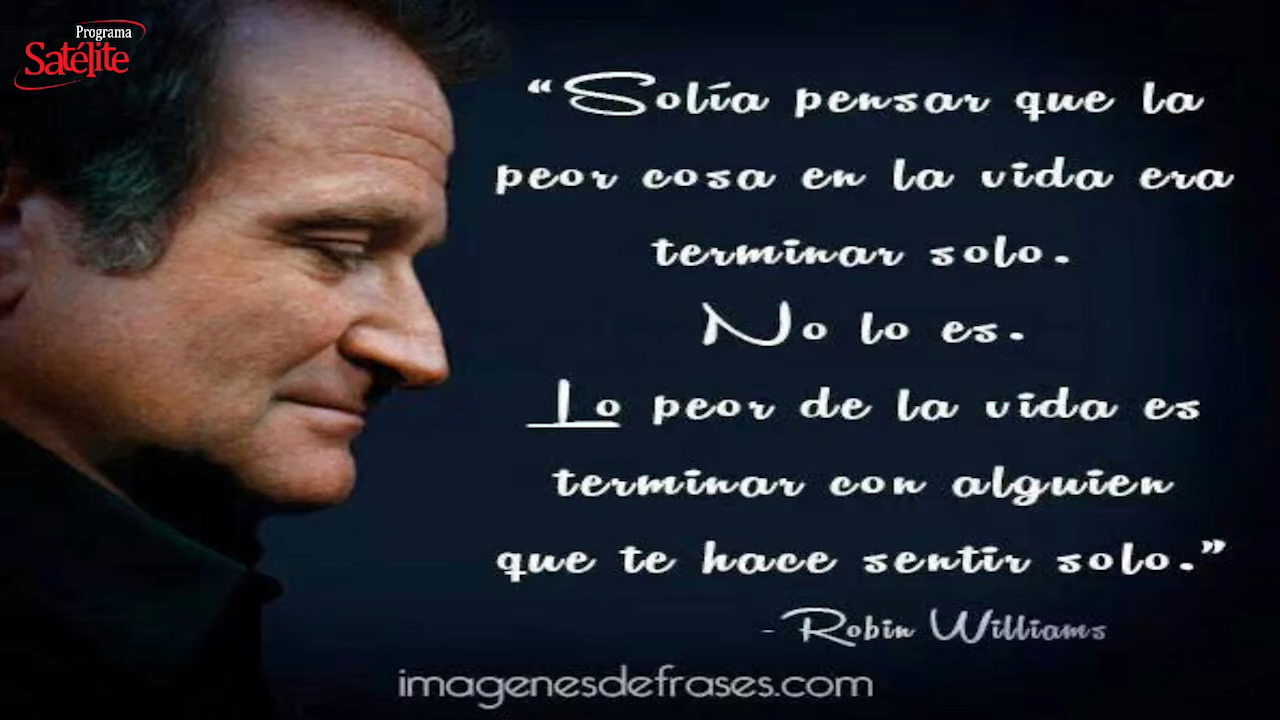 Programa
Satélite
“Solía pensar que la
peor cosa en la vida era
terminar solo.
No lo es.
Lo peor de la vida es
terminar con alguien
que te hace sentir solo.”
- Robin Williams
imagenesdefrases.com